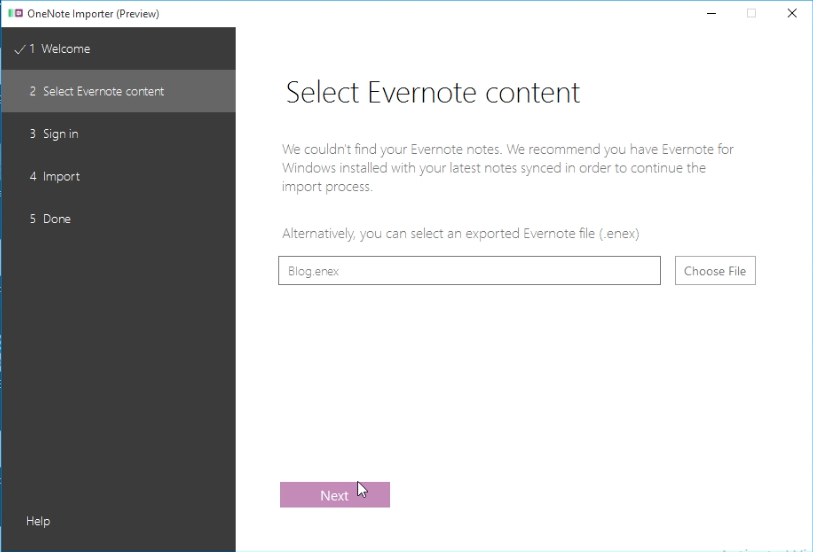 OneNote Importer (Preview)
1 Welcome
2 Select Evernote content
3 Sign in
4 Import
5 Done
Help
Select Evernote content
We couldn't find your Evernote notes. We recommend you have Evernote for
Windows installed with your latest notes synced in order to continue the
import process.
Alternatively, you can select an exported Evernote file (.enex)
Blog.enex
Choose File
Next